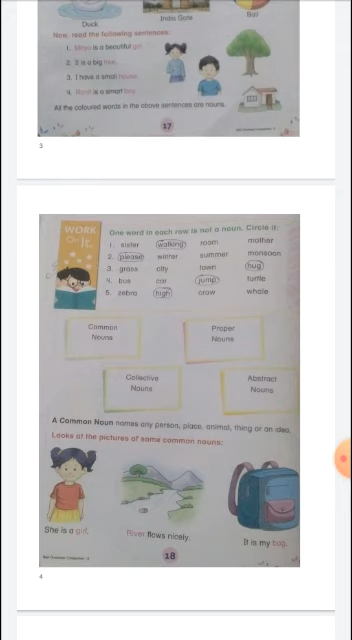 Duck
India Gate
Ball
Now, read the following sentences:
1. Mitya is a beautiful girl.
2. It is a big tree.
3. I have a small house.
4. is a smart boy.
All the coloured words in the above sentences are nouns.
17
3
WORK
On It.
One word in each row is not a noun. Circle it:
1. sister walking room mother
2. please winter summer monsoon
3. grass city town hug
4. bus car jump turtle
5. zebra high crow whale
Common
Nouns
Proper
Nouns
Collective
Nouns
Abstract
Nouns
A Common Noun names any person, place, animal, thing or an idea.
Looks at the pictures of some common nouns:
She is a girl.
River flows nicely.
It is my bag.
18
4